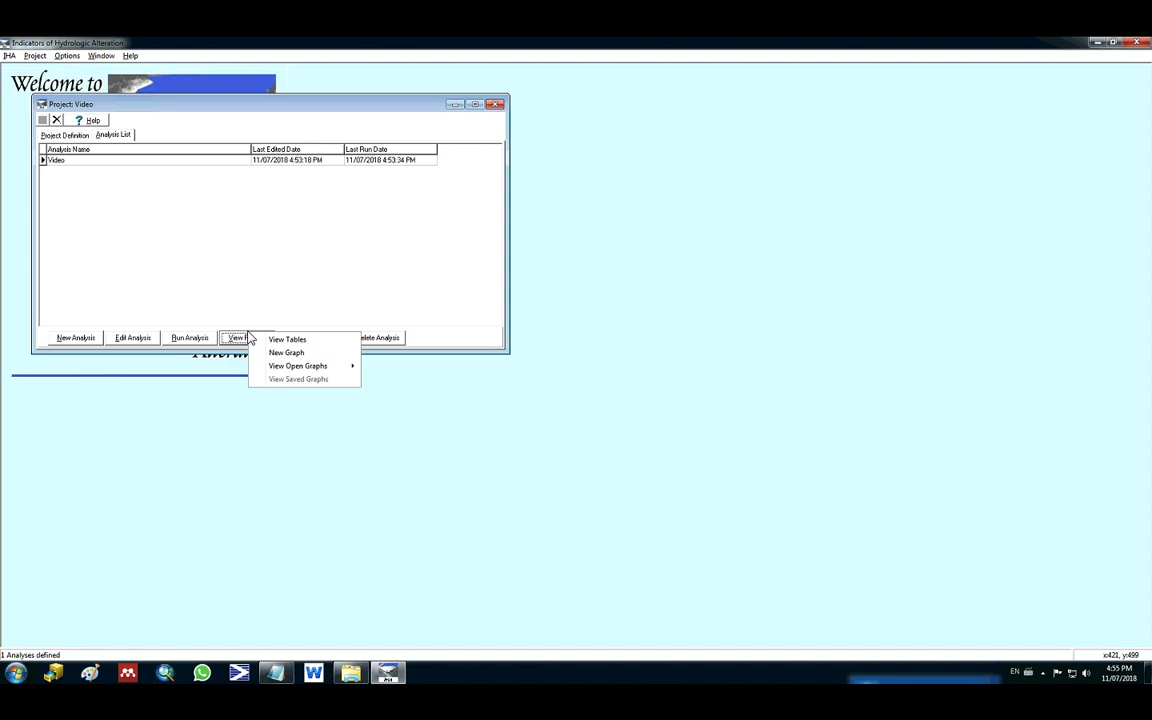 Indicators of Hydrologic Alteration
IHA Project Options Window Help
Welcome to
Project: Video
? Help
Project Definition Analysis List
Analysis Name Last Edited Date Last Run Date
Video 11/07/2018 4:53:18 PM 11/07/2018 4:53:34 PM
New Analysis Edit Analysis Run Analysis View
View Tables
New Graph
View Open Graphs
View Saved Graphs
1 Analyses defined
x:421, y:499
W
EN
4:55 PM
11/07/2018